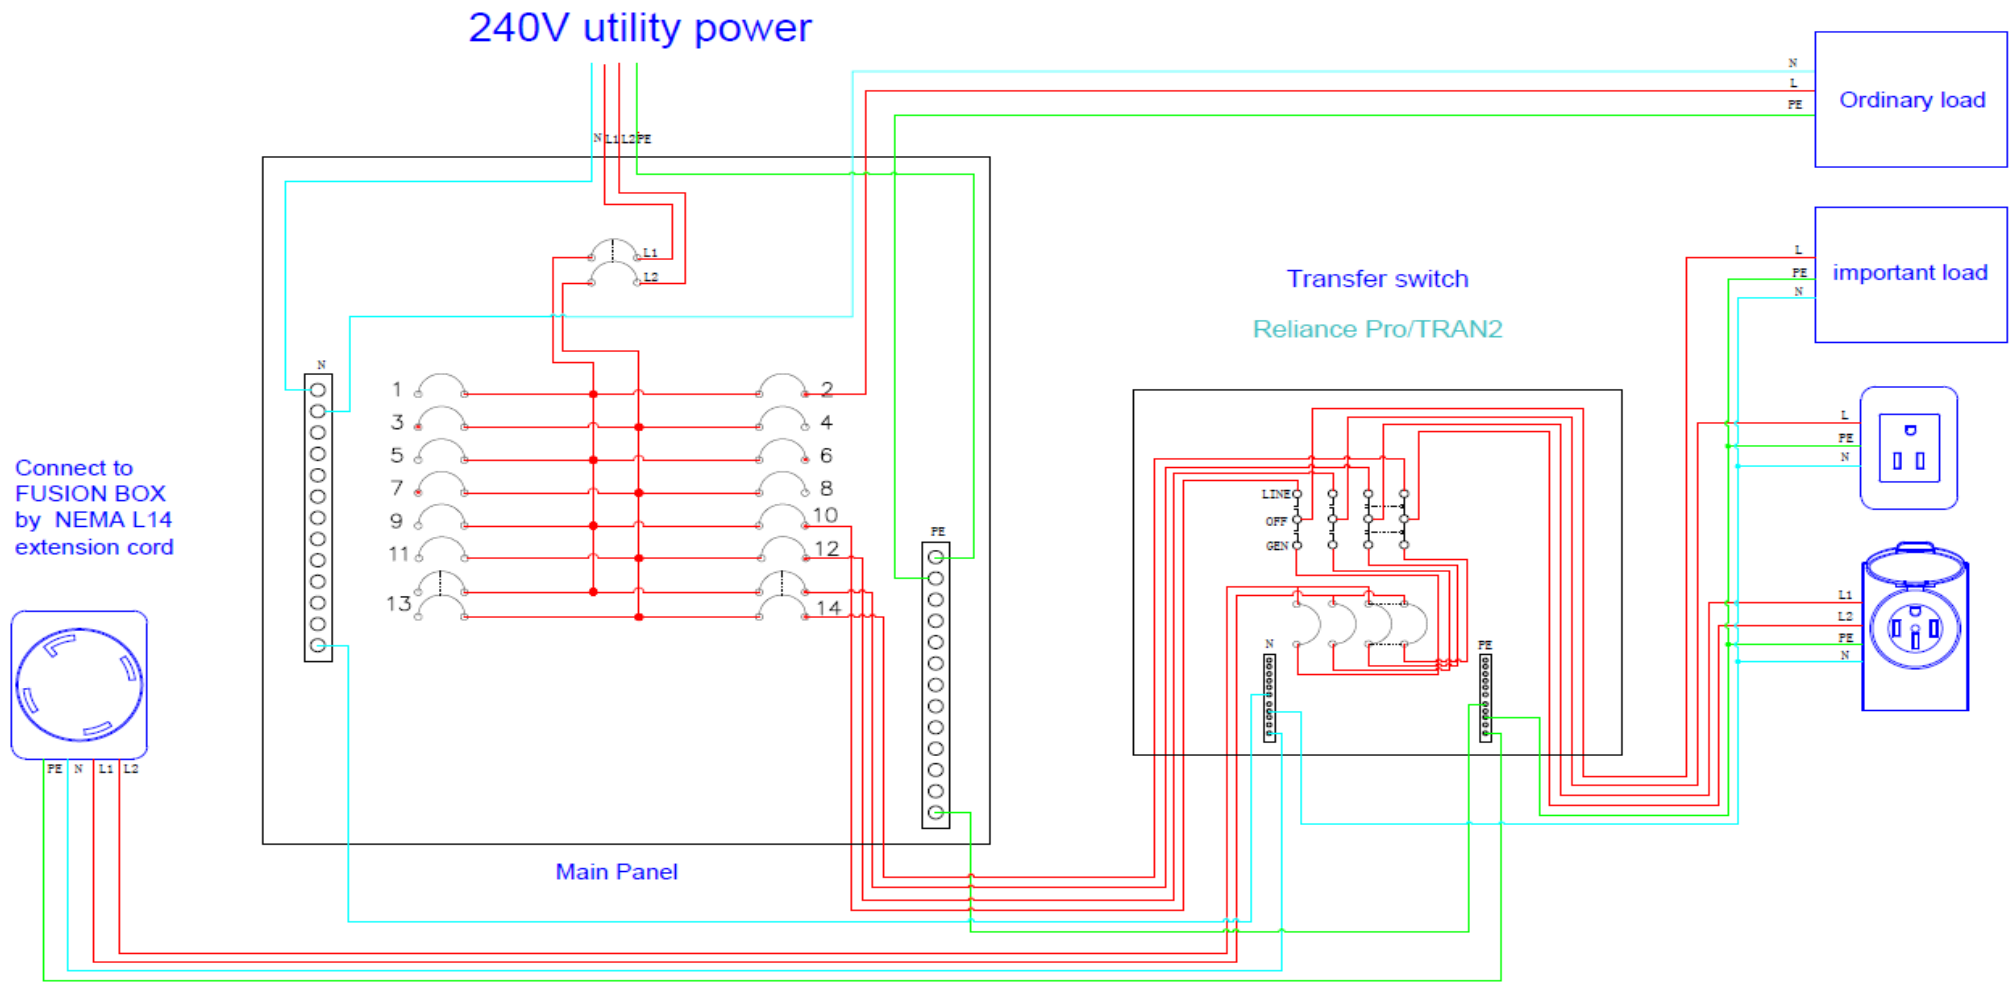 240V utility power
N
L
PE
Ordinary load
N L1 L2 PE
L1
L2
L
PE
N
important load
Transfer switch
Reliance Pro/TRAN2
N
1
2
3
4
5
6
7
8
9
10
11
12
13
14
PE
Main Panel
Connect to
FUSION BOX
by NEMA L14
extension cord
PE N L1 L2
LINE
OFF
GEN
N
PE
L
PE
N
L1
L2
PE
N